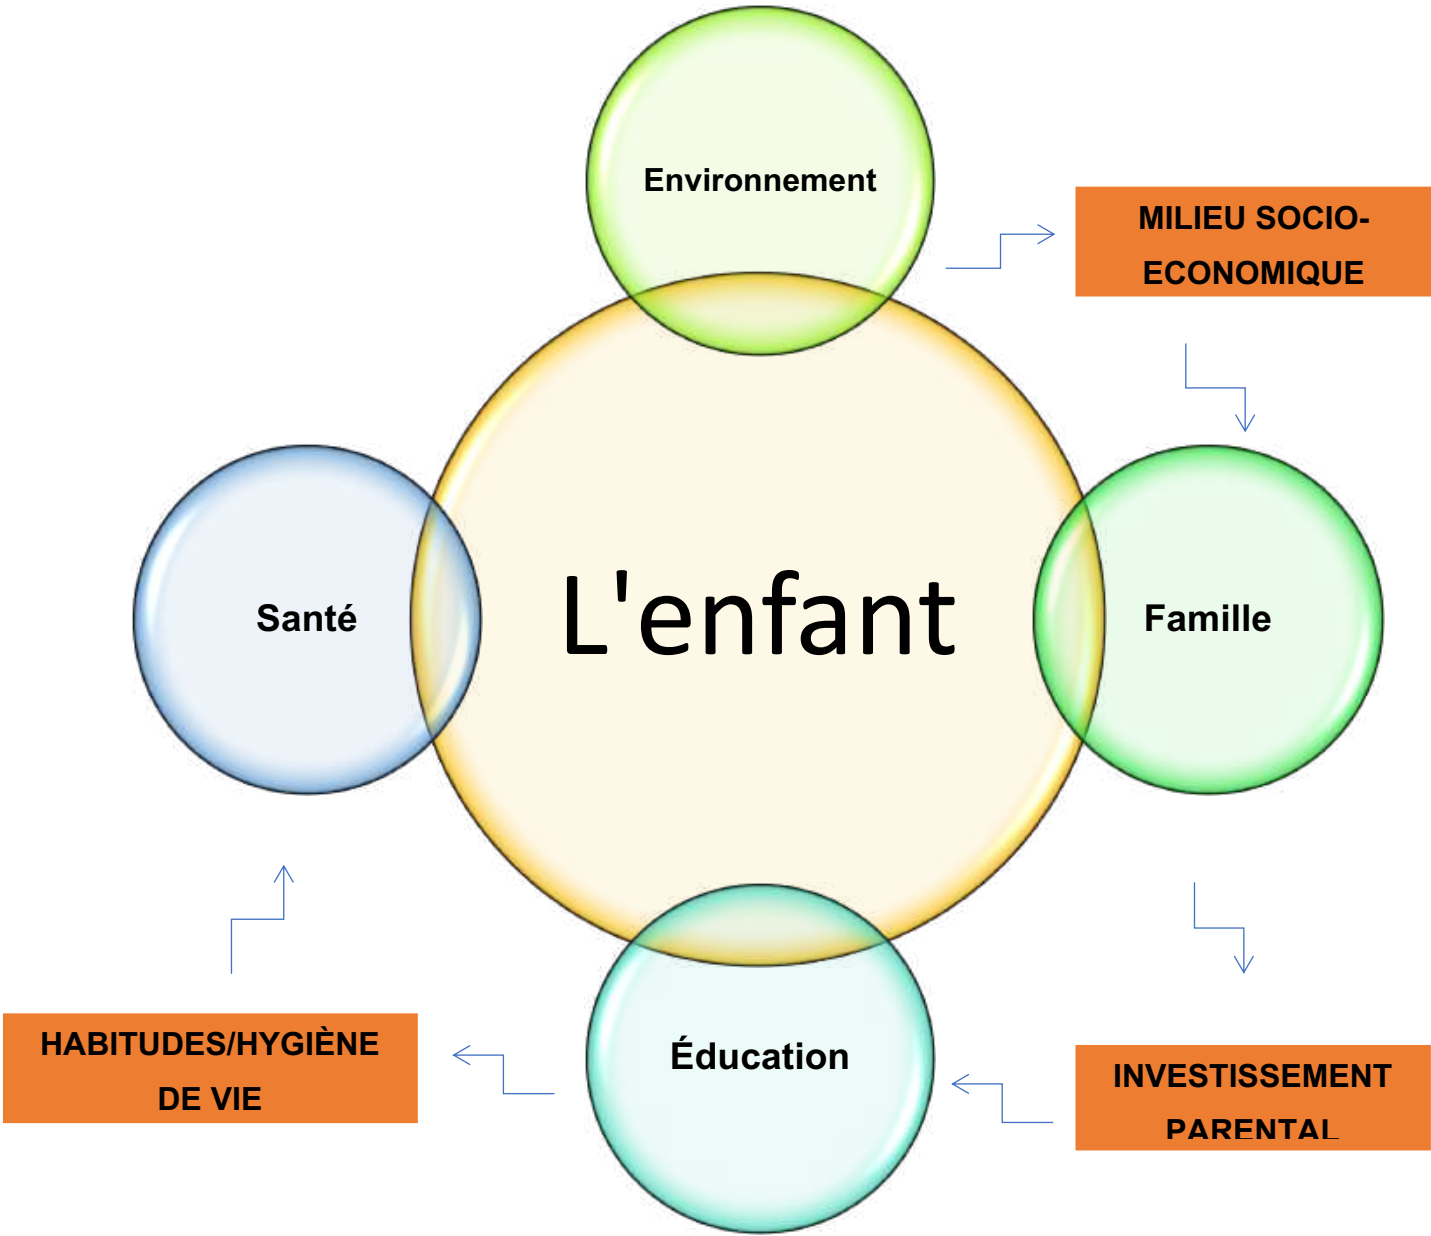 Environnement
MILIEU SOCIO-
ECONOMIQUE
Santé
L'enfant
Famille
HABITUDES/HYGIÈNE
DE VIE
Éducation
INVESTISSEMENT
PARENTAL